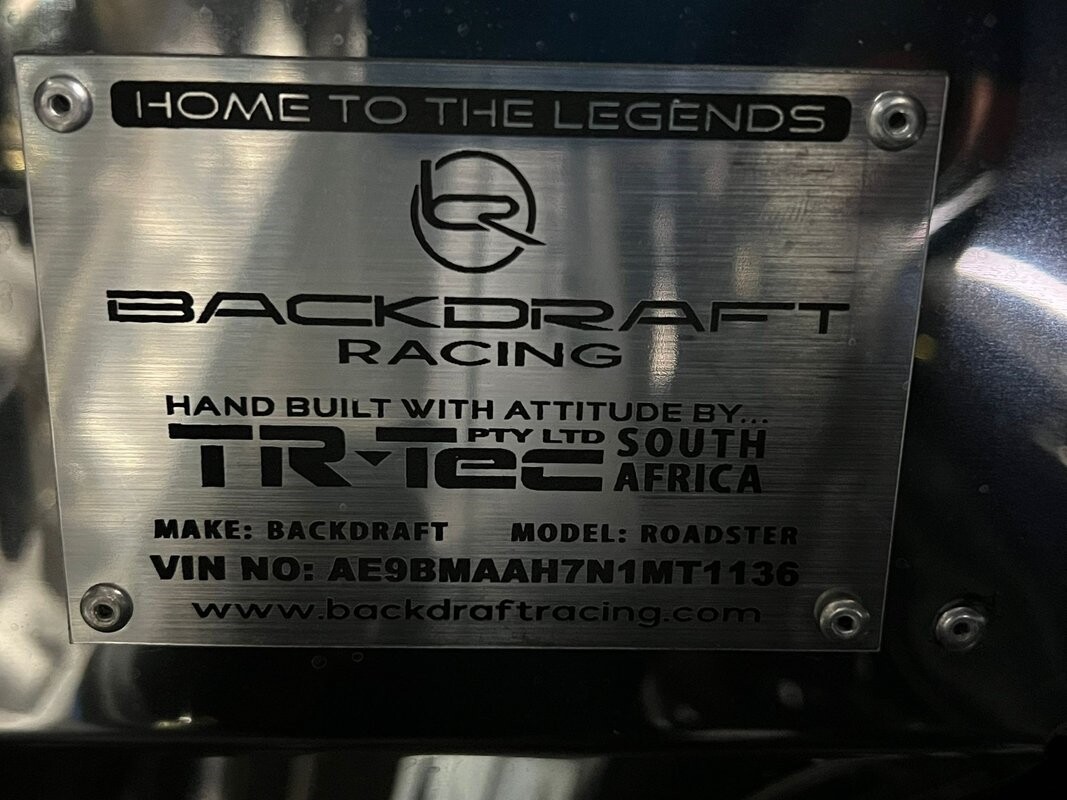 HOME TO THE LEGENDS
BACKDRAFT
RACING
HAND BUILT WITH ATTITUDE BY...
TR-Tec PTY LTD SOUTH AFRICA
MAKE: BACKDRAFT MODEL: ROADSTER
VIN NO: AE9BMAAH7N1MT1136
www.backdraftracing.com